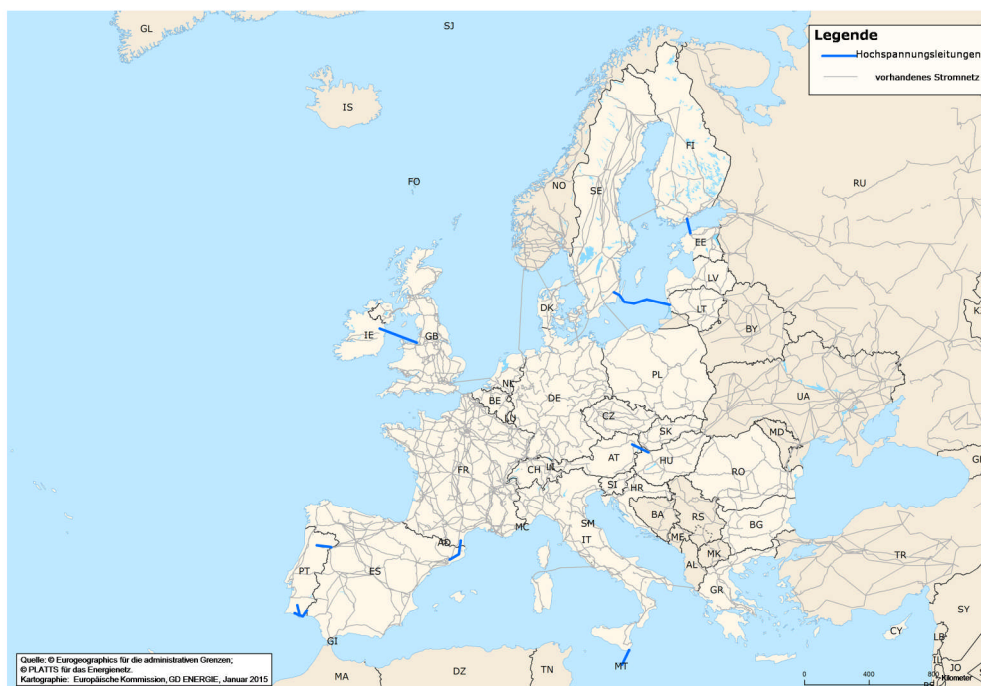 GL
SJ
Legende
Hochspannungsleitungen
vorhandenes Stromnetz
IS
FI
NO
SE
RU
FO
EE
LV
LT
DK
BY
IE
GB
NL
PL
BE
DE
LU
UA
CZ
SK
MD
AT
HU
FR
CH
LI
RO
SI
HR
BA
RS
MC
SM
IT
BG
AD
ME
MK
AL
PT
ES
TR
GR
SY
CY
LB
GI
IL
JO
MT
MA
DZ
TN
Quelle: © Eurogeographics für die administrativen Grenzen;
© PLATTS für das Energienetz.
Kartographie: Europäische Kommission, GD ENERGIE, Januar 2015
0 400 800
Kilometer